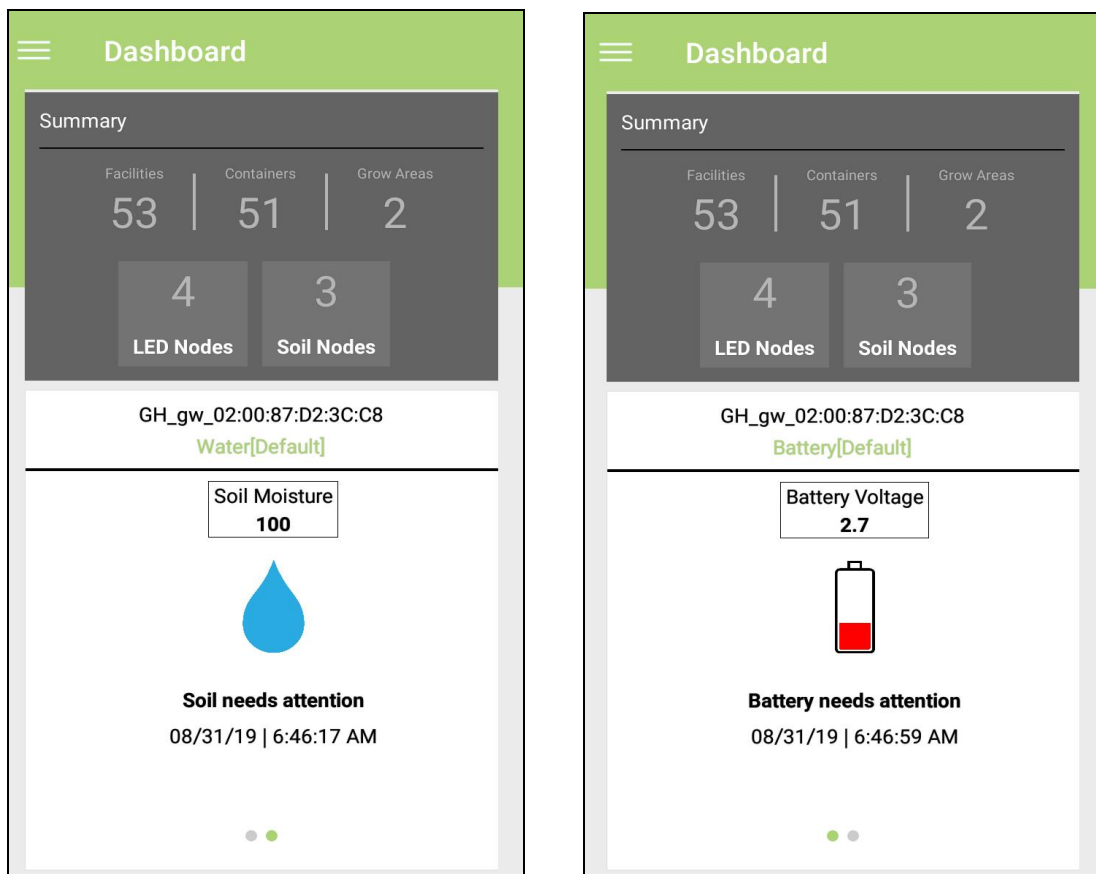 Dashboard
Summary
Facilities Containers Grow Areas
53 51 2
4 3
LED Nodes Soil Nodes
GH_gw_02:00:87:D2:3C:C8
Water[Default]
Soil Moisture
100
Soil needs attention
08/31/19 | 6:46:17 AM
Dashboard
Summary
Facilities Containers Grow Areas
53 51 2
4 3
LED Nodes Soil Nodes
GH_gw_02:00:87:D2:3C:C8
Battery[Default]
Battery Voltage
2.7
Battery needs attention
08/31/19 | 6:46:59 AM